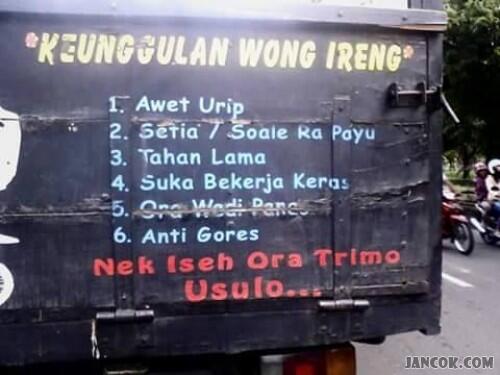 *KEUNGGULAN WONG IRENG*
1. Awet Urip
2. Setia / Soale Ra Payu
3. Tahan Lama
4. Suka Bekerja Keras
5. Ora Wedi Panas
6. Anti Gores
Nek Iseh Ora Trimo
Usulo...
JANCOK.COM